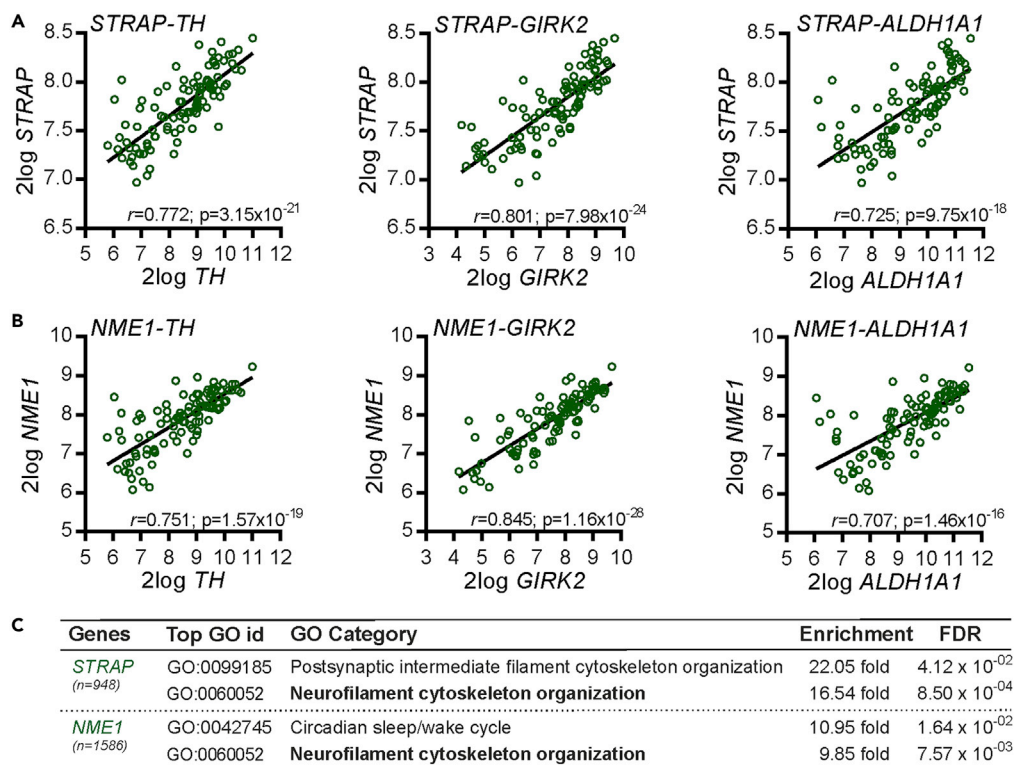 A
STRAP-TH STRAP-GIRK2 STRAP-ALDH1A1
8.5 8.5 8.5
8.0 8.0 8.0
7.5 7.5 7.5
7.0 7.0 7.0
6.5 6.5 6.5
2log STRAP 2log STRAP 2log STRAP
r=0.772; p=3.15x10-21 r=0.801; p=7.98x10-24 r=0.725; p=9.75x10-18
5 6 7 8 9 10 11 12 3 4 5 6 7 8 9 10 5 6 7 8 9 10 11 12
2log TH 2log GIRK2 2log ALDH1A1
B
NME1-TH NME1-GIRK2 NME1-ALDH1A1
10 10 10
9 9 9
8 8 8
7 7 7
6 6 6
5 5 5
2log NME1 2log NME1 2log NME1
r=0.751; p=1.57x10-19 r=0.845; p=1.16x10-28 r=0.707; p=1.46x10-16
5 6 7 8 9 10 11 12 3 4 5 6 7 8 9 10 5 6 7 8 9 10 11 12
2log TH 2log GIRK2 2log ALDH1A1
C
Genes Top GO id GO Category Enrichment FDR
STRAP GO:0099185 Postsynaptic intermediate filament cytoskeleton organization 22.05 fold 4.12 x 10-02
(n=948) GO:0060052 Neurofilament cytoskeleton organization 16.54 fold 8.50 x 10-04
NME1 GO:0042745 Circadian sleep/wake cycle 10.95 fold 1.64 x 10-02
(n=1586) GO:0060052 Neurofilament cytoskeleton organization 9.85 fold 7.57 x 10-03